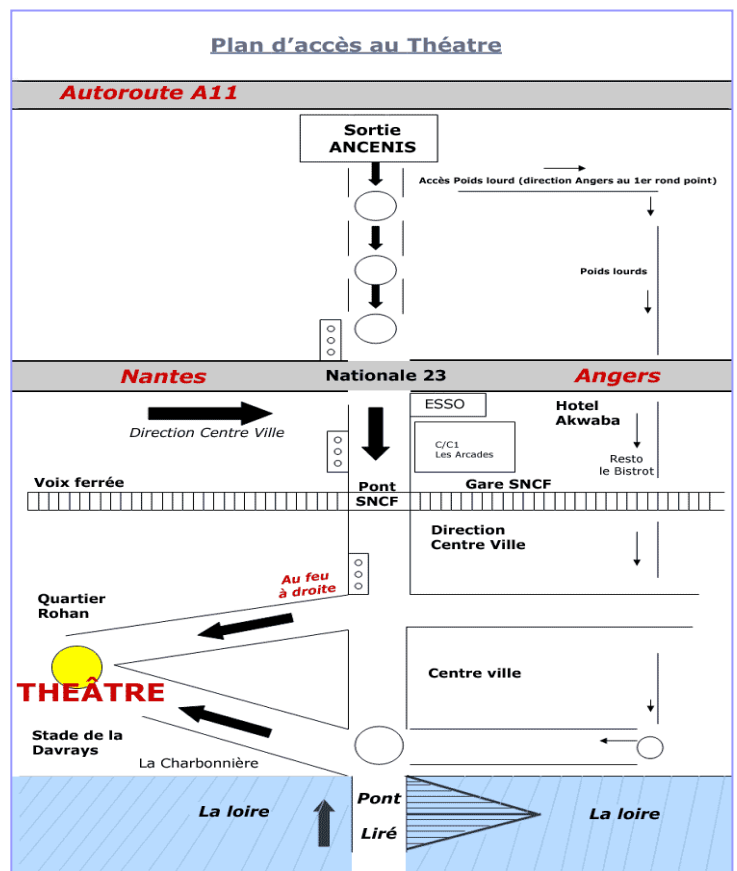 Plan d’accès au Théatre
Autoroute A11
Sortie
ANCENIS
Accès Poids lourd (direction Angers au 1er rond point)
Poids lourds
Nantes
Nationale 23
Angers
Direction Centre Ville
ESSO
Hotel
Akwaba
C/C1
Les Arcades
Resto
le Bistrot
Voix ferrée
Pont
SNCF
Gare SNCF
Direction
Centre Ville
Au feu
à droite
Quartier
Rohan
THEÂTRE
Centre ville
Stade de la
Davrays
La Charbonnière
La loire
Pont
Liré
La loire